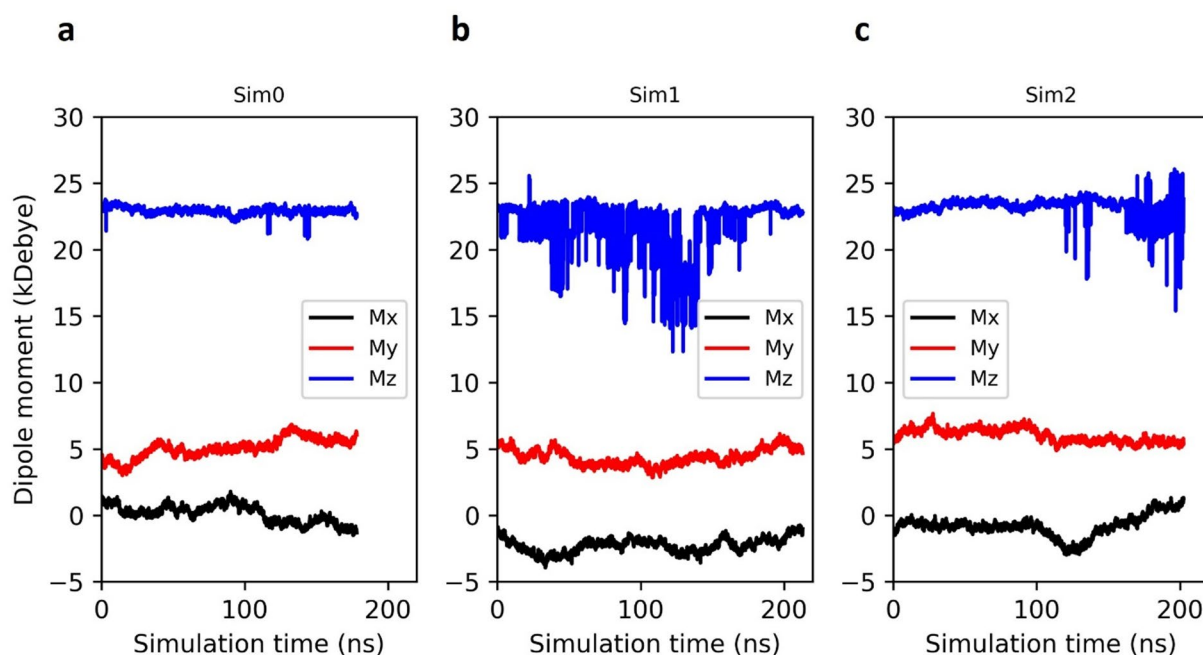 a b c
Sim0 Sim1 Sim2
Dipole moment (kDebye)
30 30 30
25 25 25
20 20 20
15 15 15
10 10 10
5 5 5
0 0 0
−5 −5 −5
Mx Mx Mx
My My My
Mz Mz Mz
0 100 200 0 100 200 0 100 200
Simulation time (ns) Simulation time (ns) Simulation time (ns)